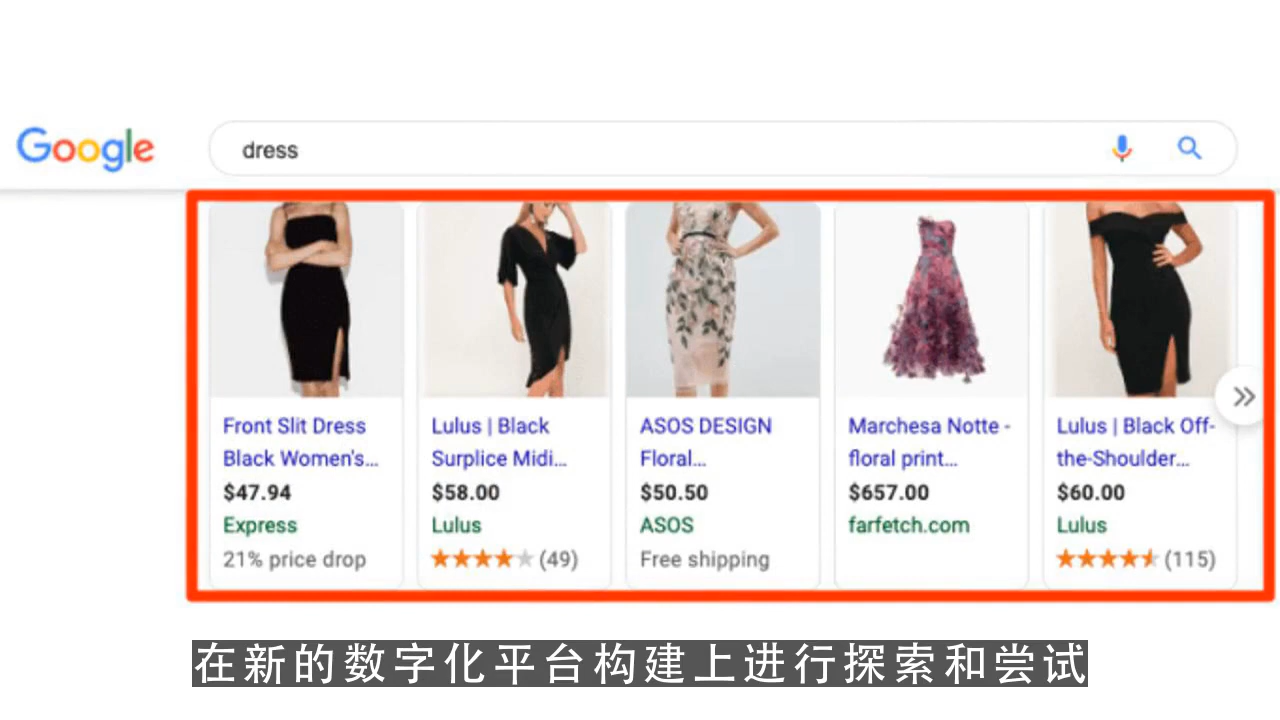 Google
dress
Front Slit Dress
Black Women's...
$47.94
Express
21% price drop
Lulus | Black
Surplice Midi...
$58.00
Lulus
(49)
ASOS DESIGN
Floral...
$50.50
ASOS
Free shipping
Marchesa Notte -
floral print...
$657.00
farfetch.com
Lulus | Black Off-
the-Shoulder...
$60.00
Lulus
(115)
在新的数字化平台构建上进行探索和尝试